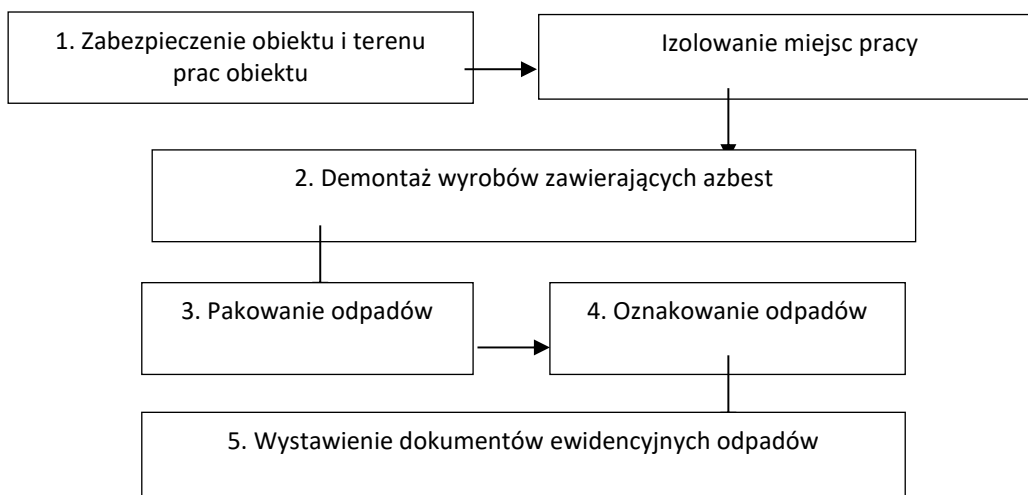 1. Zabezpieczenie obiektu i terenu
prac obiektu
Izolowanie miejsc pracy
2. Demontaż wyrobów zawierających azbest
3. Pakowanie odpadów
4. Oznakowanie odpadów
5. Wystawienie dokumentów ewidencyjnych odpadów